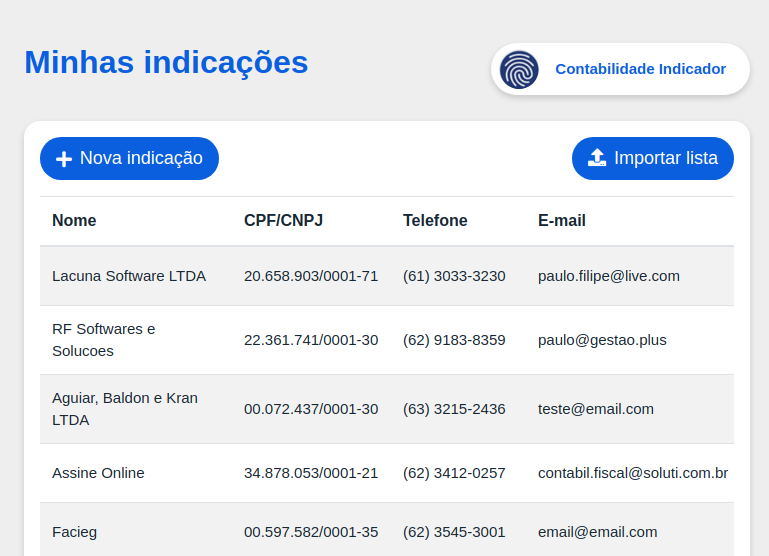 Minhas indicações
Contabilidade Indicador
Nova indicação
Importar lista
Nome CPF/CNPJ Telefone E-mail
Lacuna Software LTDA 20.658.903/0001-71 (61) 3033-3230 paulo.filipe@live.com
RF Softwares e
Solucoes 22.361.741/0001-30 (62) 9183-8359 paulo@gestao.plus
Aguiar, Baldon e Kran
LTDA 00.072.437/0001-30 (63) 3215-2436 teste@email.com
Assine Online 34.878.053/0001-21 (62) 3412-0257 contabil.fiscal@soluti.com.br
Facieg 00.597.582/0001-35 (62) 3545-3001 email@email.com